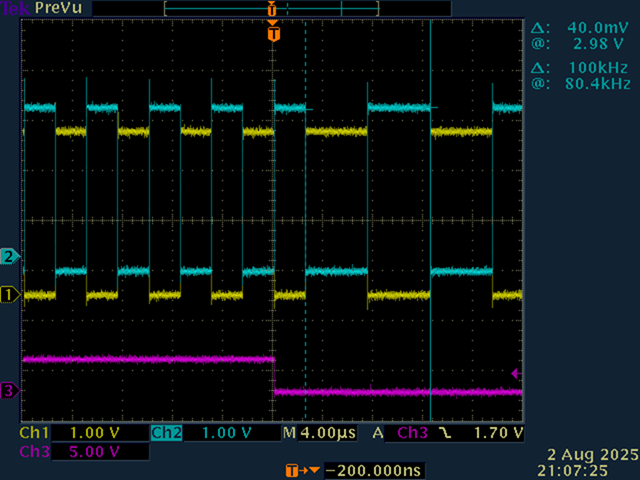 Tek PreVu
T
T
Δ: 40.0mV
@: 2.98 V
Δ: 100kHz
@: 80.4kHz
2
1
3
Ch1 1.00 V Ch2 1.00 V M 4.00µs A Ch3 1.70 V
Ch3 5.00 V
T -200.000ns
2 Aug 2025
21:07:25